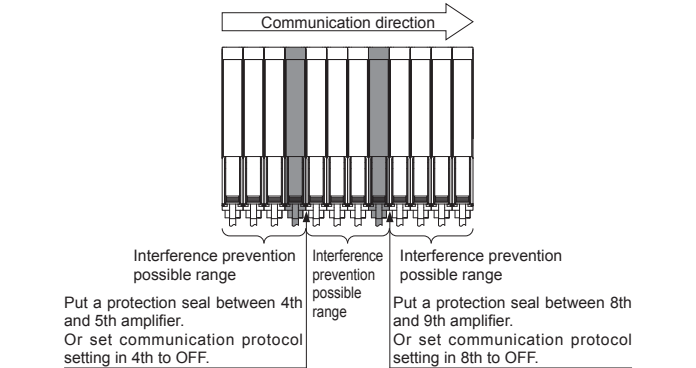 Communication direction
Interference prevention
possible range
Interference
prevention
possible
range
Interference prevention
possible range
Put a protection seal between 4th
and 5th amplifier.
Or set communication protocol
setting in 4th to OFF.
Put a protection seal between 8th
and 9th amplifier.
Or set communication protocol
setting in 8th to OFF.